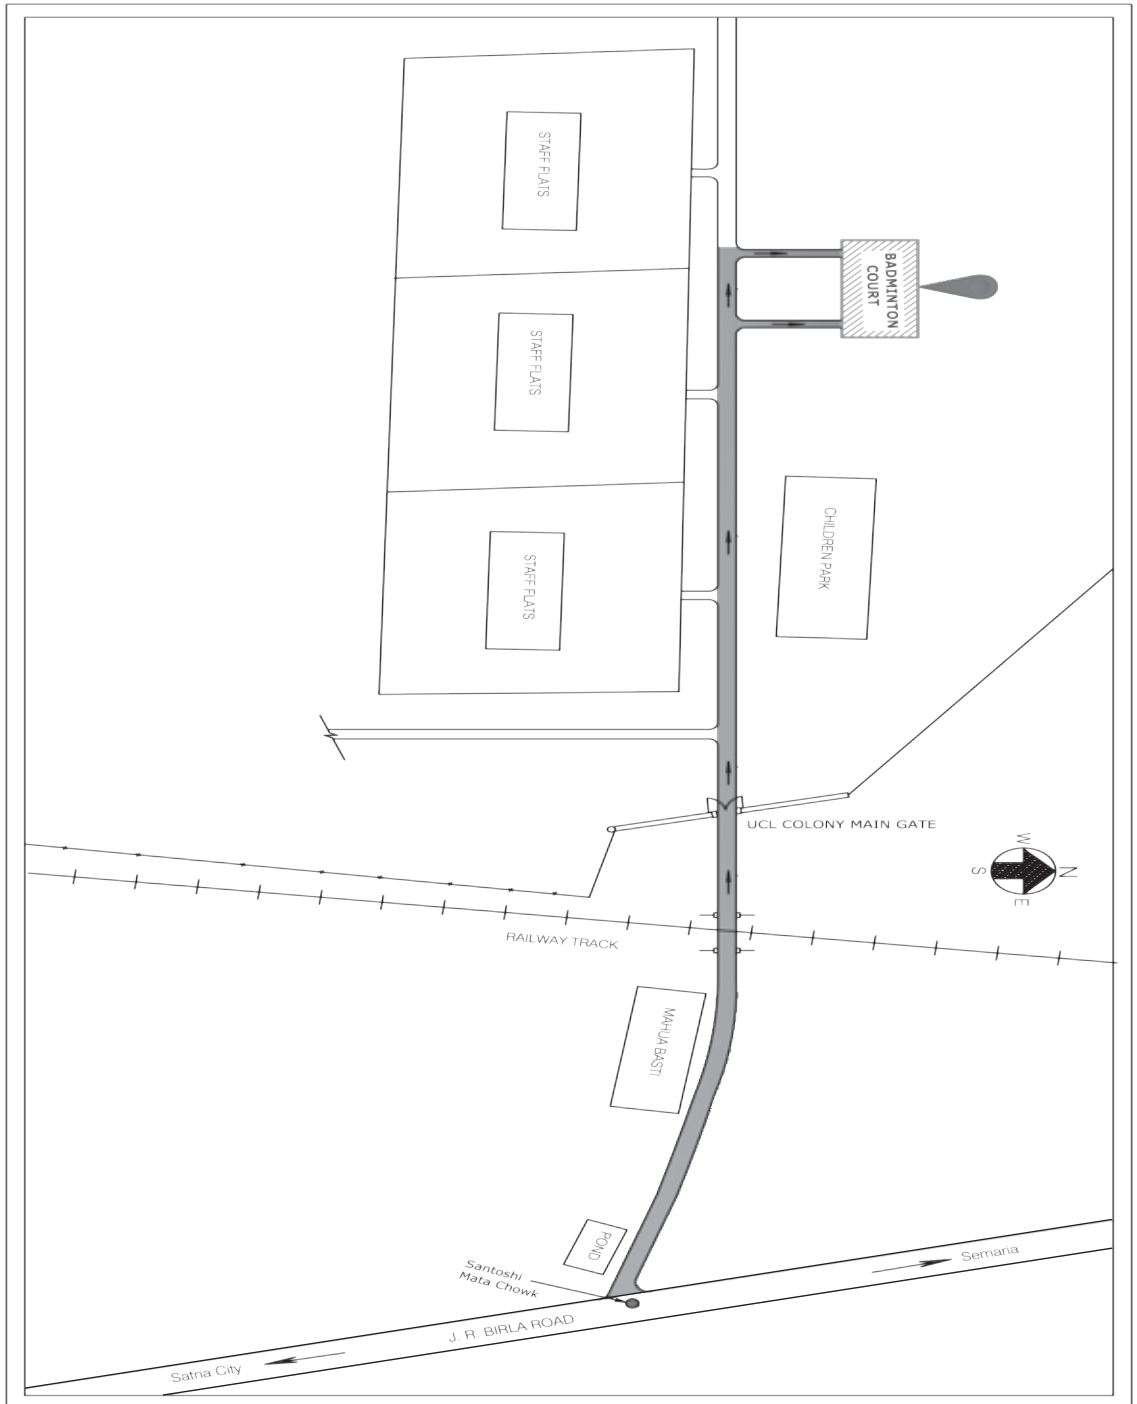 STAFF FLATS
BADMINTON
COURT
STAFF FLATS
CHILDREN PARK
STAFF FLATS
UCL COLONY MAIN GATE
W
N
S
E
RAILWAY TRACK
MAHUA BASTI
POND
Semaria
Santoshi
Mata Chowk
J. R. BIRLA ROAD
Satna City